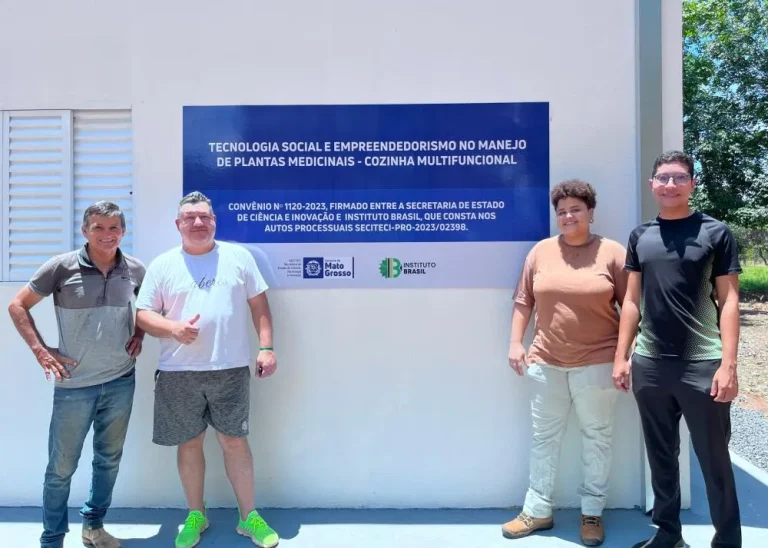 TECNOLOGIA SOCIAL E EMPREENDEDORISMO NO MANEJO
DE PLANTAS MEDICINAIS - COZINHA MULTIFUNCIONAL
CONVÊNIO Nº 1120-2023, FIRMADO ENTRE A SECRETARIA DE ESTADO
DE CIÊNCIA E INOVAÇÃO E INSTITUTO BRASIL, QUE CONSTA NOS
AUTOS PROCESSUAIS SECITECI-PRO-2023/02398.
Mato
Grosso
INSTITUTO
BRASIL